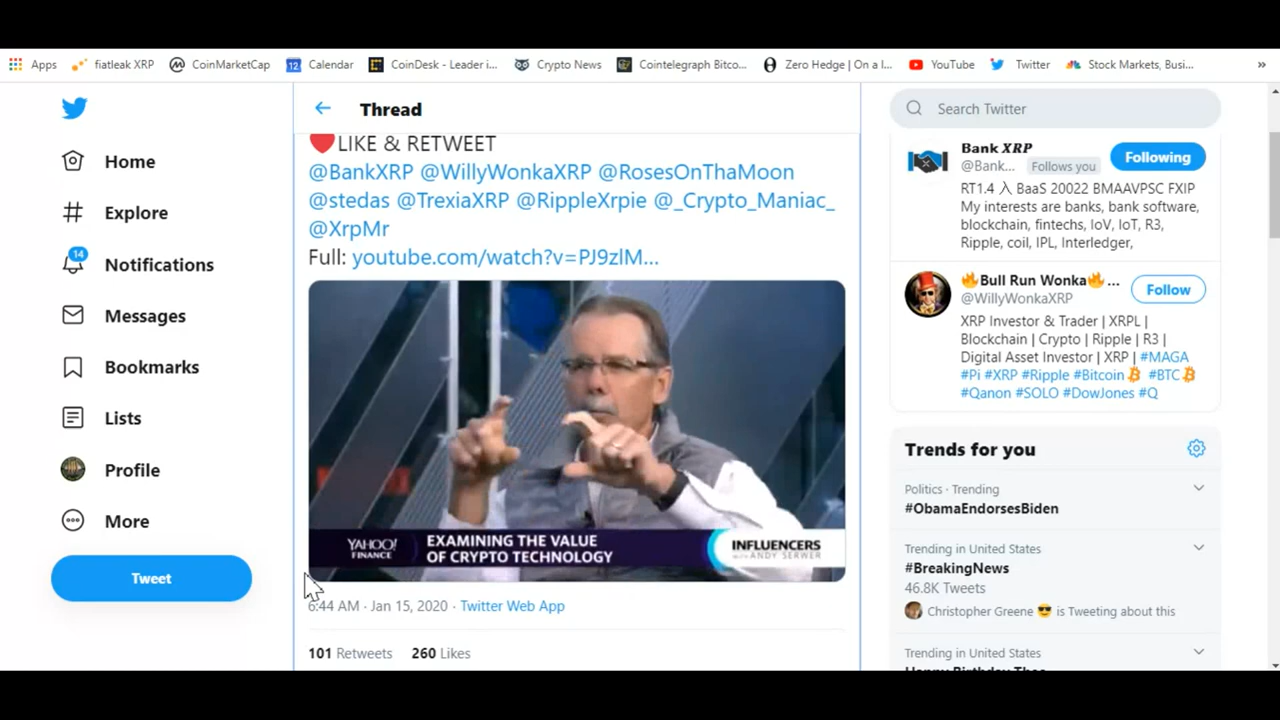 Apps
fiatleak XRP
CoinMarketCap
12
Calendar
CoinDesk - Leader i...
Crypto News
Cointelegraph Bitco...
Zero Hedge | On a l...
YouTube
Twitter
Stock Markets, Busi...
»
Home
Explore
14
Notifications
Messages
Bookmarks
Lists
Profile
More
Tweet
Thread
LIKE & RETWEET
@BankXRP @WillyWonkaXRP @RosesOnThaMoon
@stedas @TrexiaXRP @RippleXrpie @_Crypto_Maniac_
@XrpMr
Full: youtube.com/watch?v=PJ9zlM...
YAHOO!
FINANCE
EXAMINING THE VALUE
OF CRYPTO TECHNOLOGY
INFLUENCERS
WITH ANDY SERWER
6:44 AM · Jan 15, 2020 · Twitter Web App
101 Retweets 260 Likes
Search Twitter
Bank XRP
@Bank... Follows you
Following
RT1.4 入 BaaS 20022 BMAAVPSC FXIP
My interests are banks, bank software,
blockchain, fintechs, IoV, IoT, R3,
Ripple, coil, IPL, Interledger,
🔥Bull Run Wonka🔥 ...
@WillyWonkaXRP
Follow
XRP Investor & Trader | XRPL |
Blockchain | Crypto | Ripple | R3 |
Digital Asset Investor | XRP | #MAGA
#Pi #XRP #Ripple #Bitcoin #BTC
#Qanon #SOLO #DowJones #Q
Trends for you
Politics · Trending
#ObamaEndorsesBiden
Trending in United States
#BreakingNews
46.8K Tweets
Christopher Greene 😎 is Tweeting about this
Trending in United States